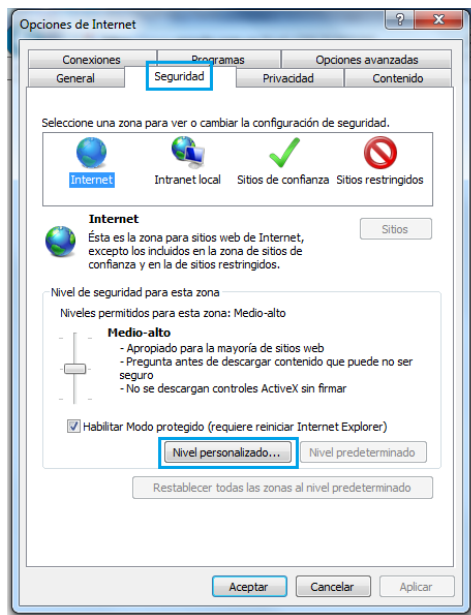 Opciones de Internet
Conexiones Programas Opciones avanzadas
General Seguridad Privacidad Contenido
Seleccione una zona para ver o cambiar la configuración de seguridad.
Internet Intranet local Sitios de confianza Sitios restringidos
Internet
Ésta es la zona para sitios web de Internet,
excepto los incluidos en la zona de sitios de
confianza y en la de sitios restringidos.
Sitios
Nivel de seguridad para esta zona
Niveles permitidos para esta zona: Medio-alto
Medio-alto
- Apropiado para la mayoría de sitios web
- Pregunta antes de descargar contenido que puede no ser
seguro
- No se descargan controles ActiveX sin firmar
Habilitar Modo protegido (requiere reiniciar Internet Explorer)
Nivel personalizado... Nivel predeterminado
Restablecer todas las zonas al nivel predeterminado
Aceptar Cancelar Aplicar